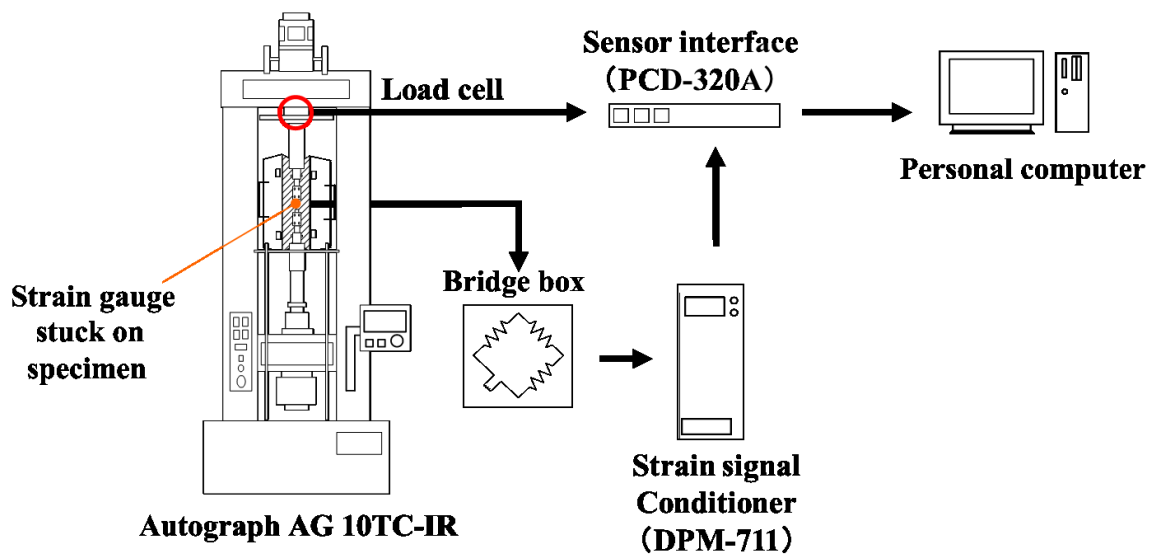 Sensor interface
（PCD-320A）
Load cell
Personal computer
Strain gauge
stuck on
specimen
Bridge box
Strain signal
Conditioner
（DPM-711）
Autograph AG 10TC-IR